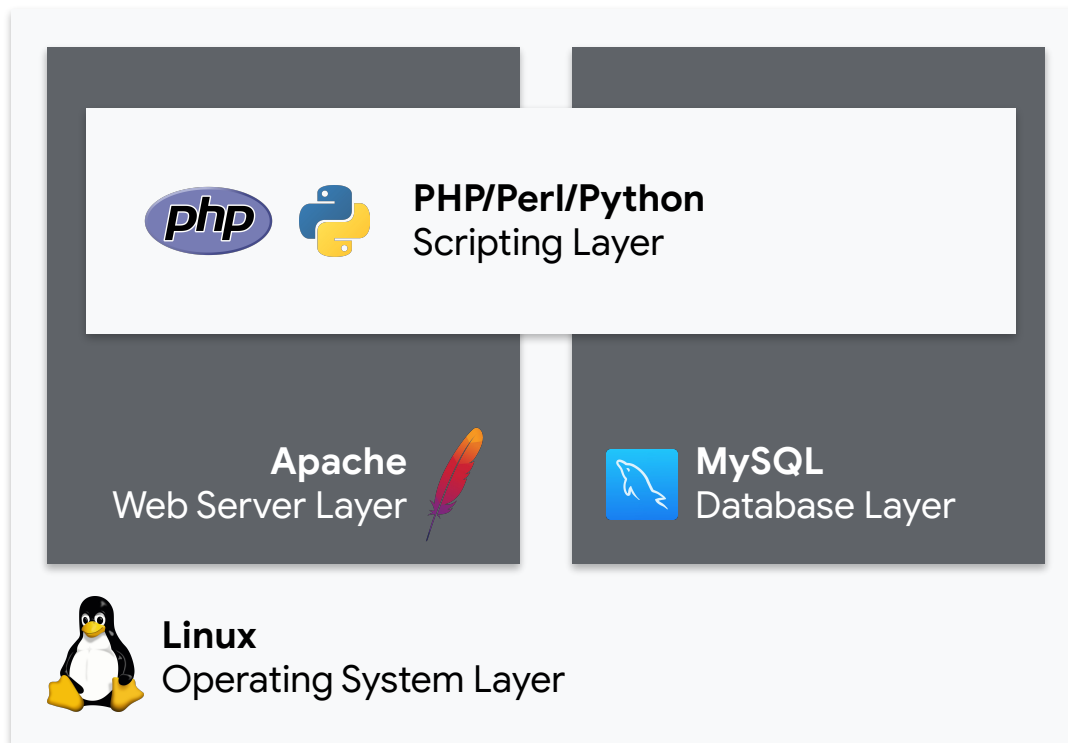 php
PHP/Perl/Python
Scripting Layer
Apache
Web Server Layer
MySQL
Database Layer
Linux
Operating System Layer